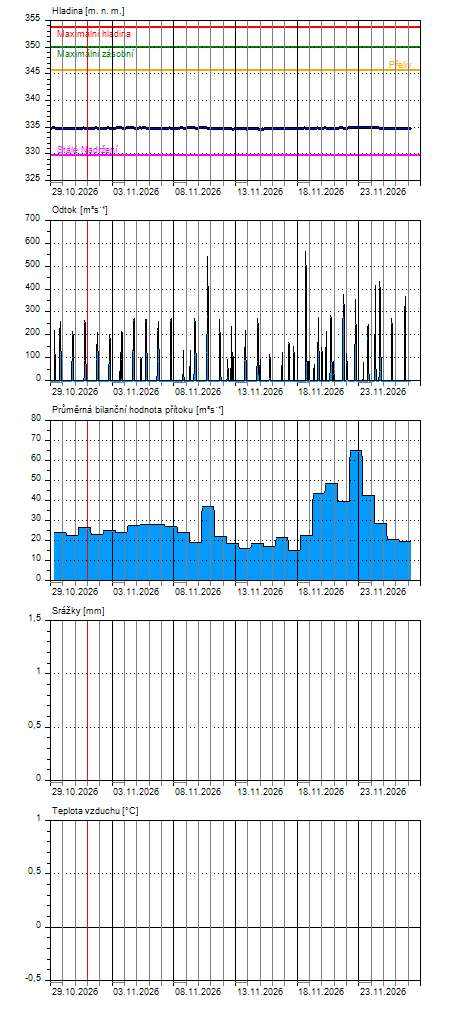 Hladina [m. n. m.]
355
Maximální hladina
350
Maximální zásobní
Přeliv
345
340
335
Stálé Nadržení
330
325
29.10.2026 03.11.2026 08.11.2026 13.11.2026 18.11.2026 23.11.2026
Odtok [m³s⁻¹]
700
600
500
400
300
200
100
0
29.10.2026 03.11.2026 08.11.2026 13.11.2026 18.11.2026 23.11.2026
Průměrná bilanční hodnota přítoku [m³s⁻¹]
80
70
60
50
40
30
20
10
0
29.10.2026 03.11.2026 08.11.2026 13.11.2026 18.11.2026 23.11.2026
Srážky [mm]
1,5
1
0,5
0
29.10.2026 03.11.2026 08.11.2026 13.11.2026 18.11.2026 23.11.2026
Teplota vzduchu [°C]
1
0,5
0
-0,5
29.10.2026 03.11.2026 08.11.2026 13.11.2026 18.11.2026 23.11.2026